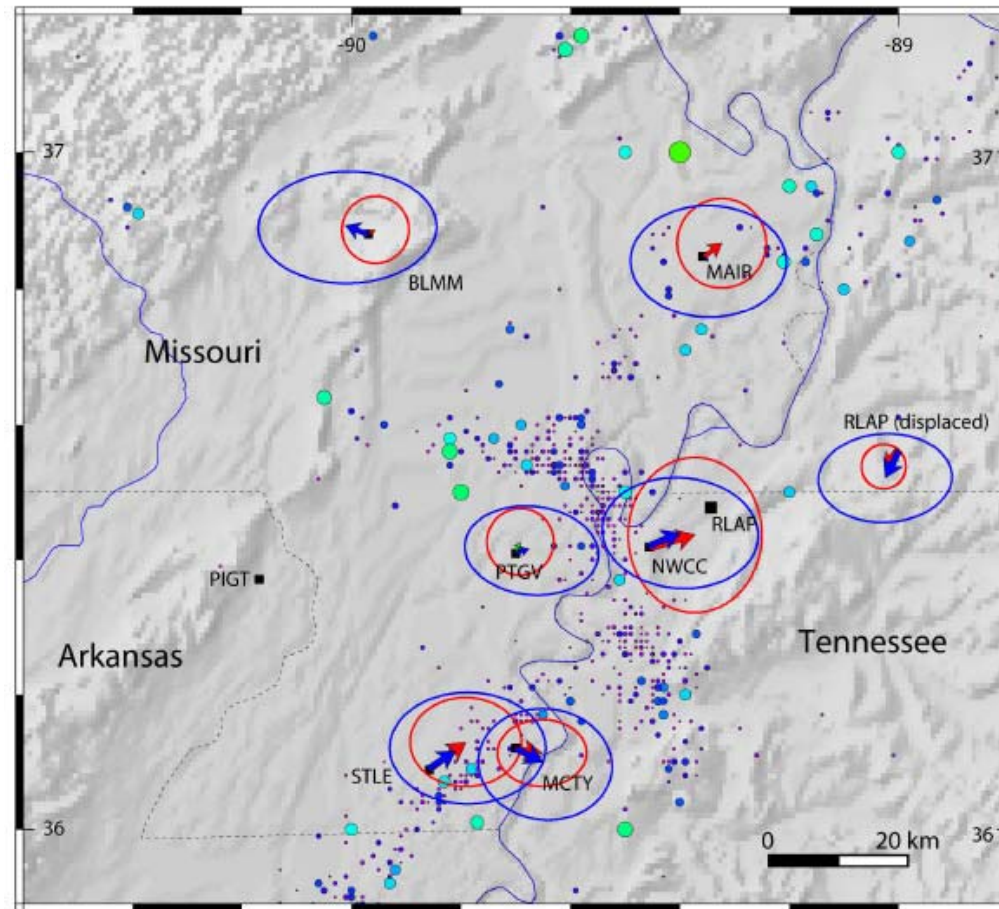 -90
-89
37
37
BLMM
MAIR
Missouri
RLAP (displaced)
RLAP
PTGV
NWCC
PIGT
Arkansas
Tennessee
STLE
MCTY
36
36
0 20 km